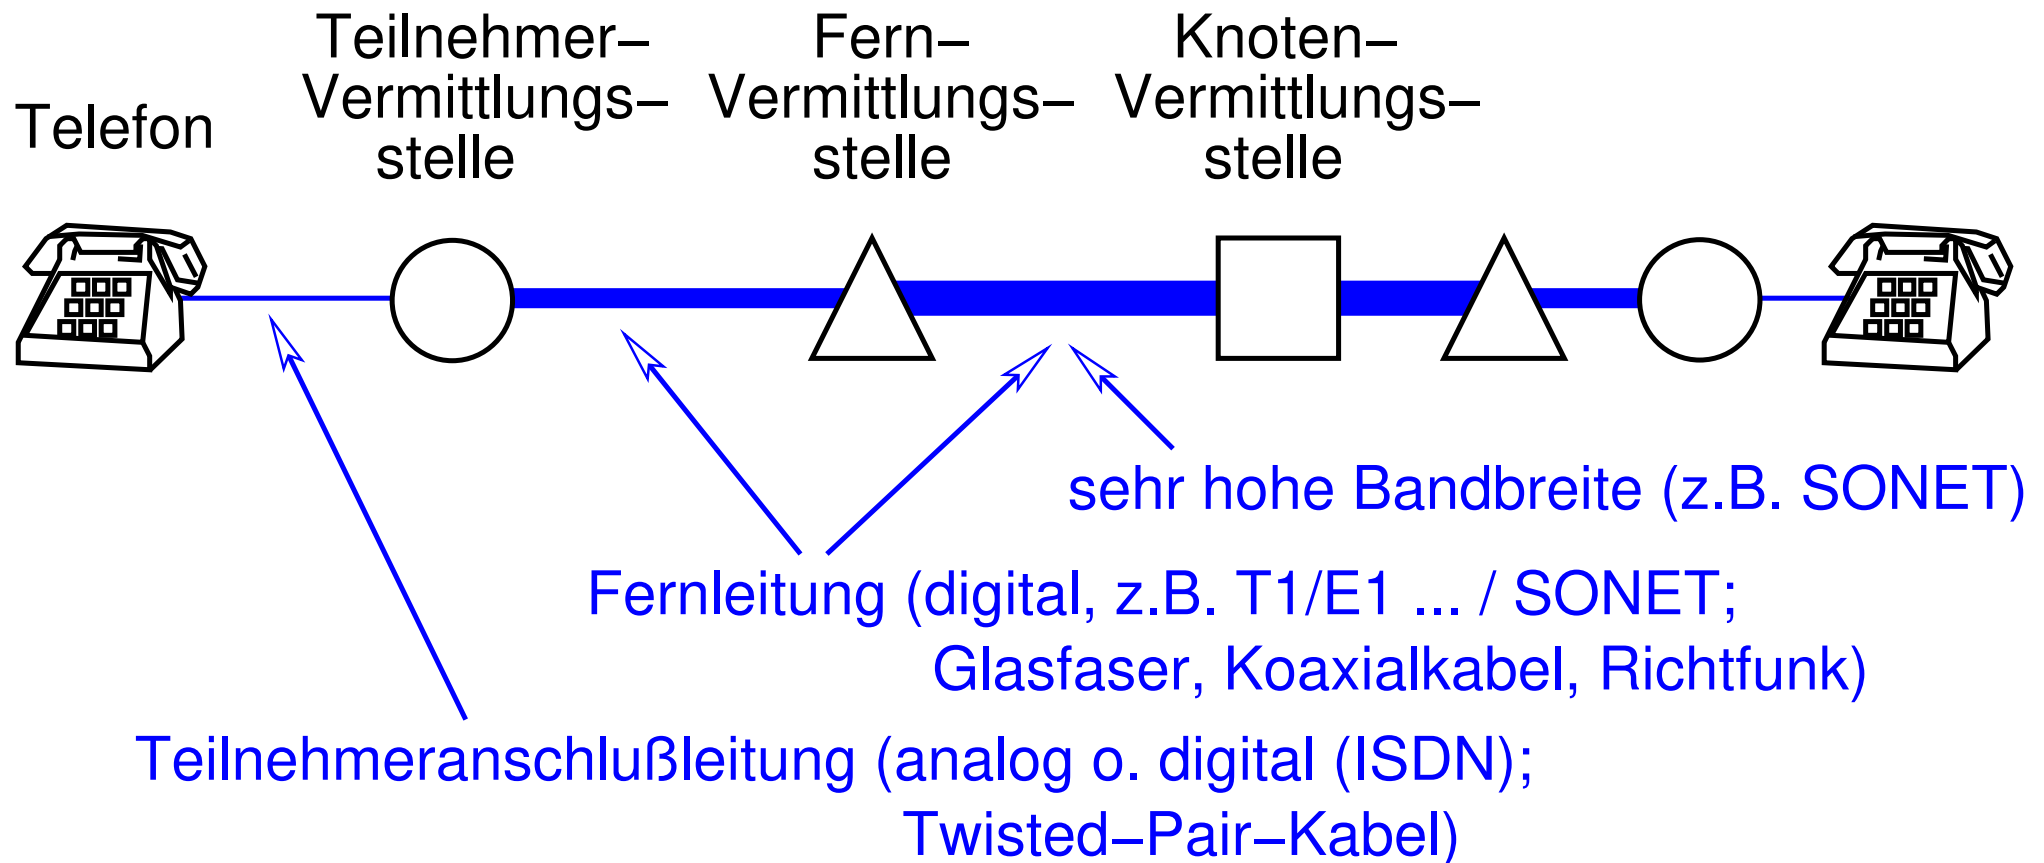 Telefon
Teilnehmer–
Vermittlungs–
stelle
Fern–
Vermittlungs–
stelle
Knoten–
Vermittlungs–
stelle
sehr hohe Bandbreite (z.B. SONET)
Fernleitung (digital, z.B. T1/E1 ... / SONET;
Glasfaser, Koaxialkabel, Richtfunk)
Teilnehmeranschlußleitung (analog o. digital (ISDN);
Twisted–Pair–Kabel)